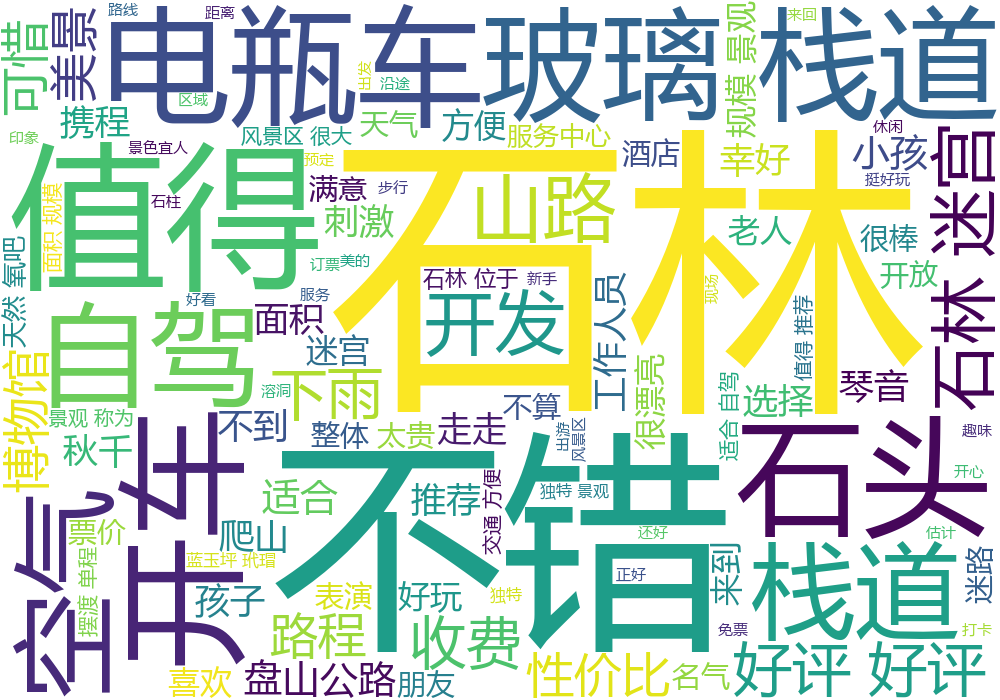 路线
距离
来回
可惜
美景
电瓶车
玻璃
栈道
规模 景观
出发
沿途
区域
携程
印象
风景区 很大
天气
方便
服务中心
酒店
幸好
休闲
小孩
挺好玩
景色宜人
预定
值得
石林
满意
步行
山路
石柱
刺激
面积 规模
老人
很棒
迷宫
天然 氧吧
订票
美的
石林 位于
新手
开放
现场
好看
服务
自驾
面积
开发
工作人员
值得 推荐
石林 迷宫
迷宫
博物馆
溶洞
下雨
很漂亮
适合 自驾
选择
琴音
景观 称为
不到
整体
太贵
走走
不算
出游
风景区
石头
趣味
秋千
开车
不错
开心
空气
适合
推荐
交通 方便
独特 景观
票价
爬山
还好
估计
摆渡 单程
蓝玉坪 玳瑁
正好
来到
栈道
迷路
孩子
表演
好玩
独特
路程
收费
免票
打卡
喜欢
盘山公路
朋友
性价比
名气
好评 好评